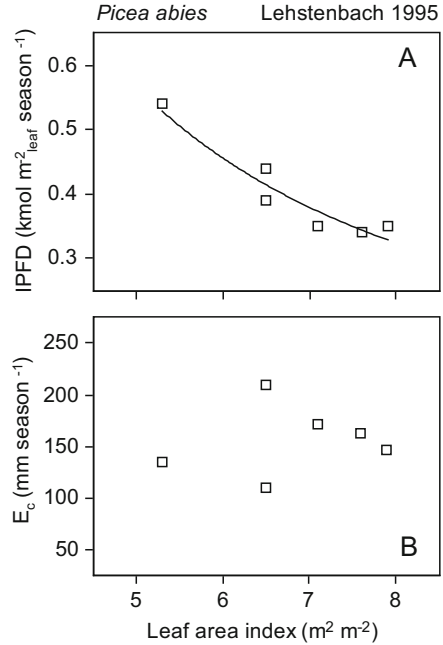 Picea abies Lehstenbach 1995
A
0.6
0.5
0.4
0.3
IPFD (kmol m⁻²leaf season ⁻¹)
B
250
200
150
100
50
Ec (mm season ⁻¹)
5 6 7 8
Leaf area index (m² m⁻²)